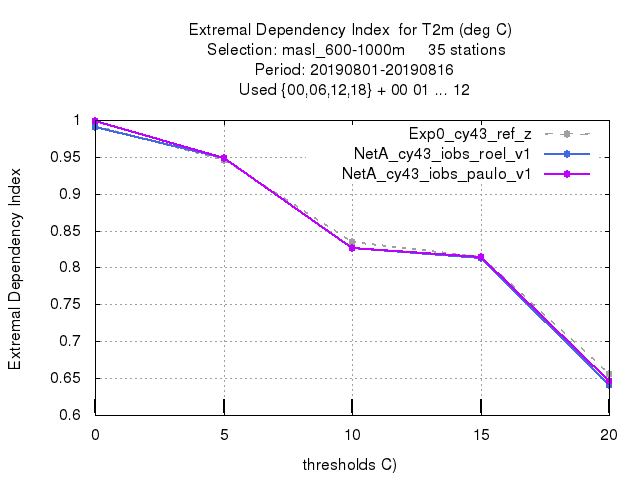 Extremal Dependency Index  for T2m (deg C)
Selection: masl_600-1000m     35 stations
Period: 20190801-20190816
Used {00,06,12,18} + 00 01 ... 12
Exp0_cy43_ref_z
NetA_cy43_iobs_roel_v1
NetA_cy43_iobs_paulo_v1
Extremal Dependency Index
1
0.95
0.9
0.85
0.8
0.75
0.7
0.65
0.6
0 5 10 15 20
thresholds C)